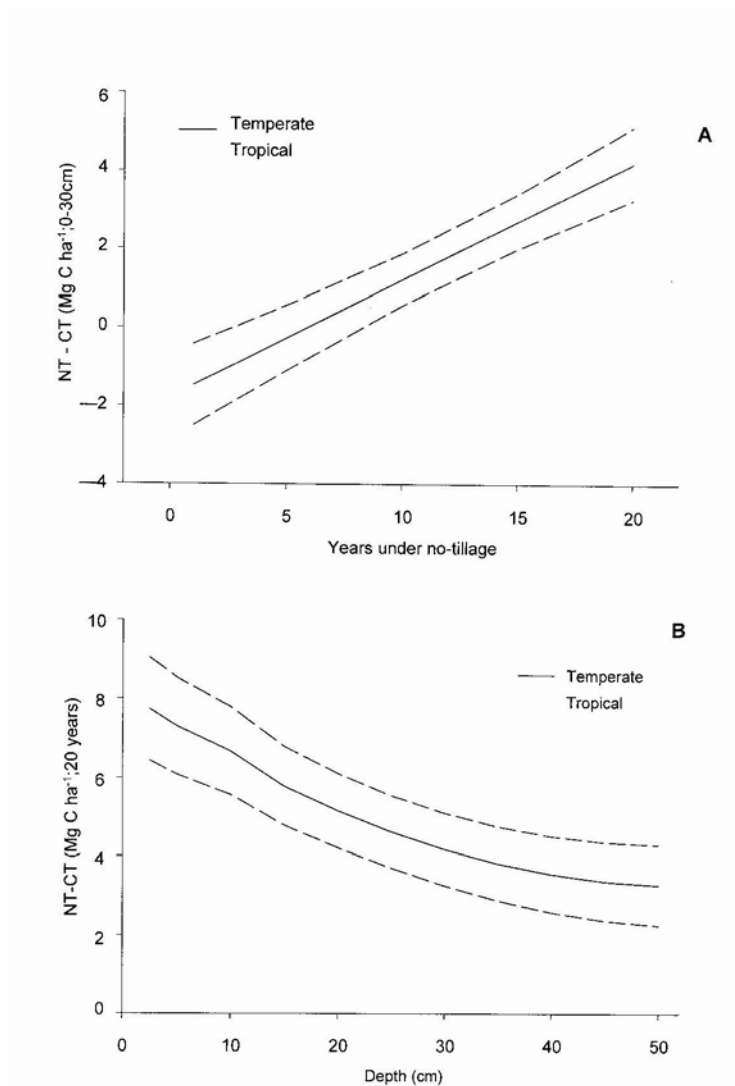 6
4
2
0
—2
—4
NT - CT (Mg C ha-1;0-30cm)
Temperate
Tropical
A
0 5 10 15 20
Years under no-tillage
10
8
6
4
2
0
NT-CT (Mg C ha-1;20 years)
B
Temperate
Tropical
0 10 20 30 40 50
Depth (cm)